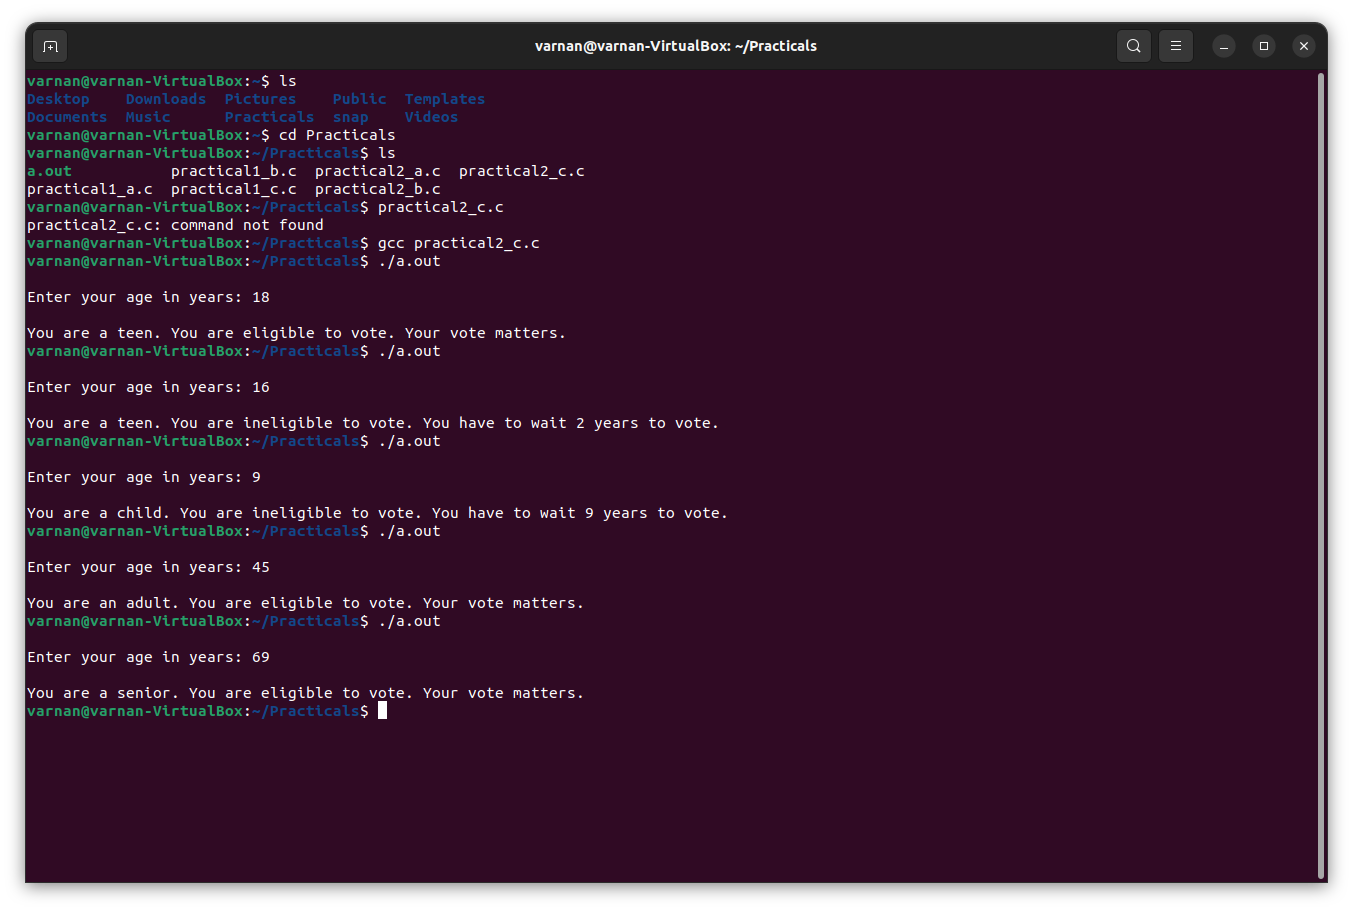 varnan@varnan-VirtualBox: ~/Practicals
varnan@varnan-VirtualBox:~$ ls
Desktop    Downloads  Pictures    Public  Templates
Documents  Music      Practicals  snap    Videos
varnan@varnan-VirtualBox:~$ cd Practicals
varnan@varnan-VirtualBox:~/Practicals$ ls
a.out           practical1_b.c  practical2_a.c  practical2_c.c
practical1_a.c  practical1_c.c  practical2_b.c
varnan@varnan-VirtualBox:~/Practicals$ practical2_c.c
practical2_c.c: command not found
varnan@varnan-VirtualBox:~/Practicals$ gcc practical2_c.c
varnan@varnan-VirtualBox:~/Practicals$ ./a.out
Enter your age in years: 18
You are a teen. You are eligible to vote. Your vote matters.
varnan@varnan-VirtualBox:~/Practicals$ ./a.out
Enter your age in years: 16
You are a teen. You are ineligible to vote. You have to wait 2 years to vote.
varnan@varnan-VirtualBox:~/Practicals$ ./a.out
Enter your age in years: 9
You are a child. You are ineligible to vote. You have to wait 9 years to vote.
varnan@varnan-VirtualBox:~/Practicals$ ./a.out
Enter your age in years: 45
You are an adult. You are eligible to vote. Your vote matters.
varnan@varnan-VirtualBox:~/Practicals$ ./a.out
Enter your age in years: 69
You are a senior. You are eligible to vote. Your vote matters.
varnan@varnan-VirtualBox:~/Practicals$